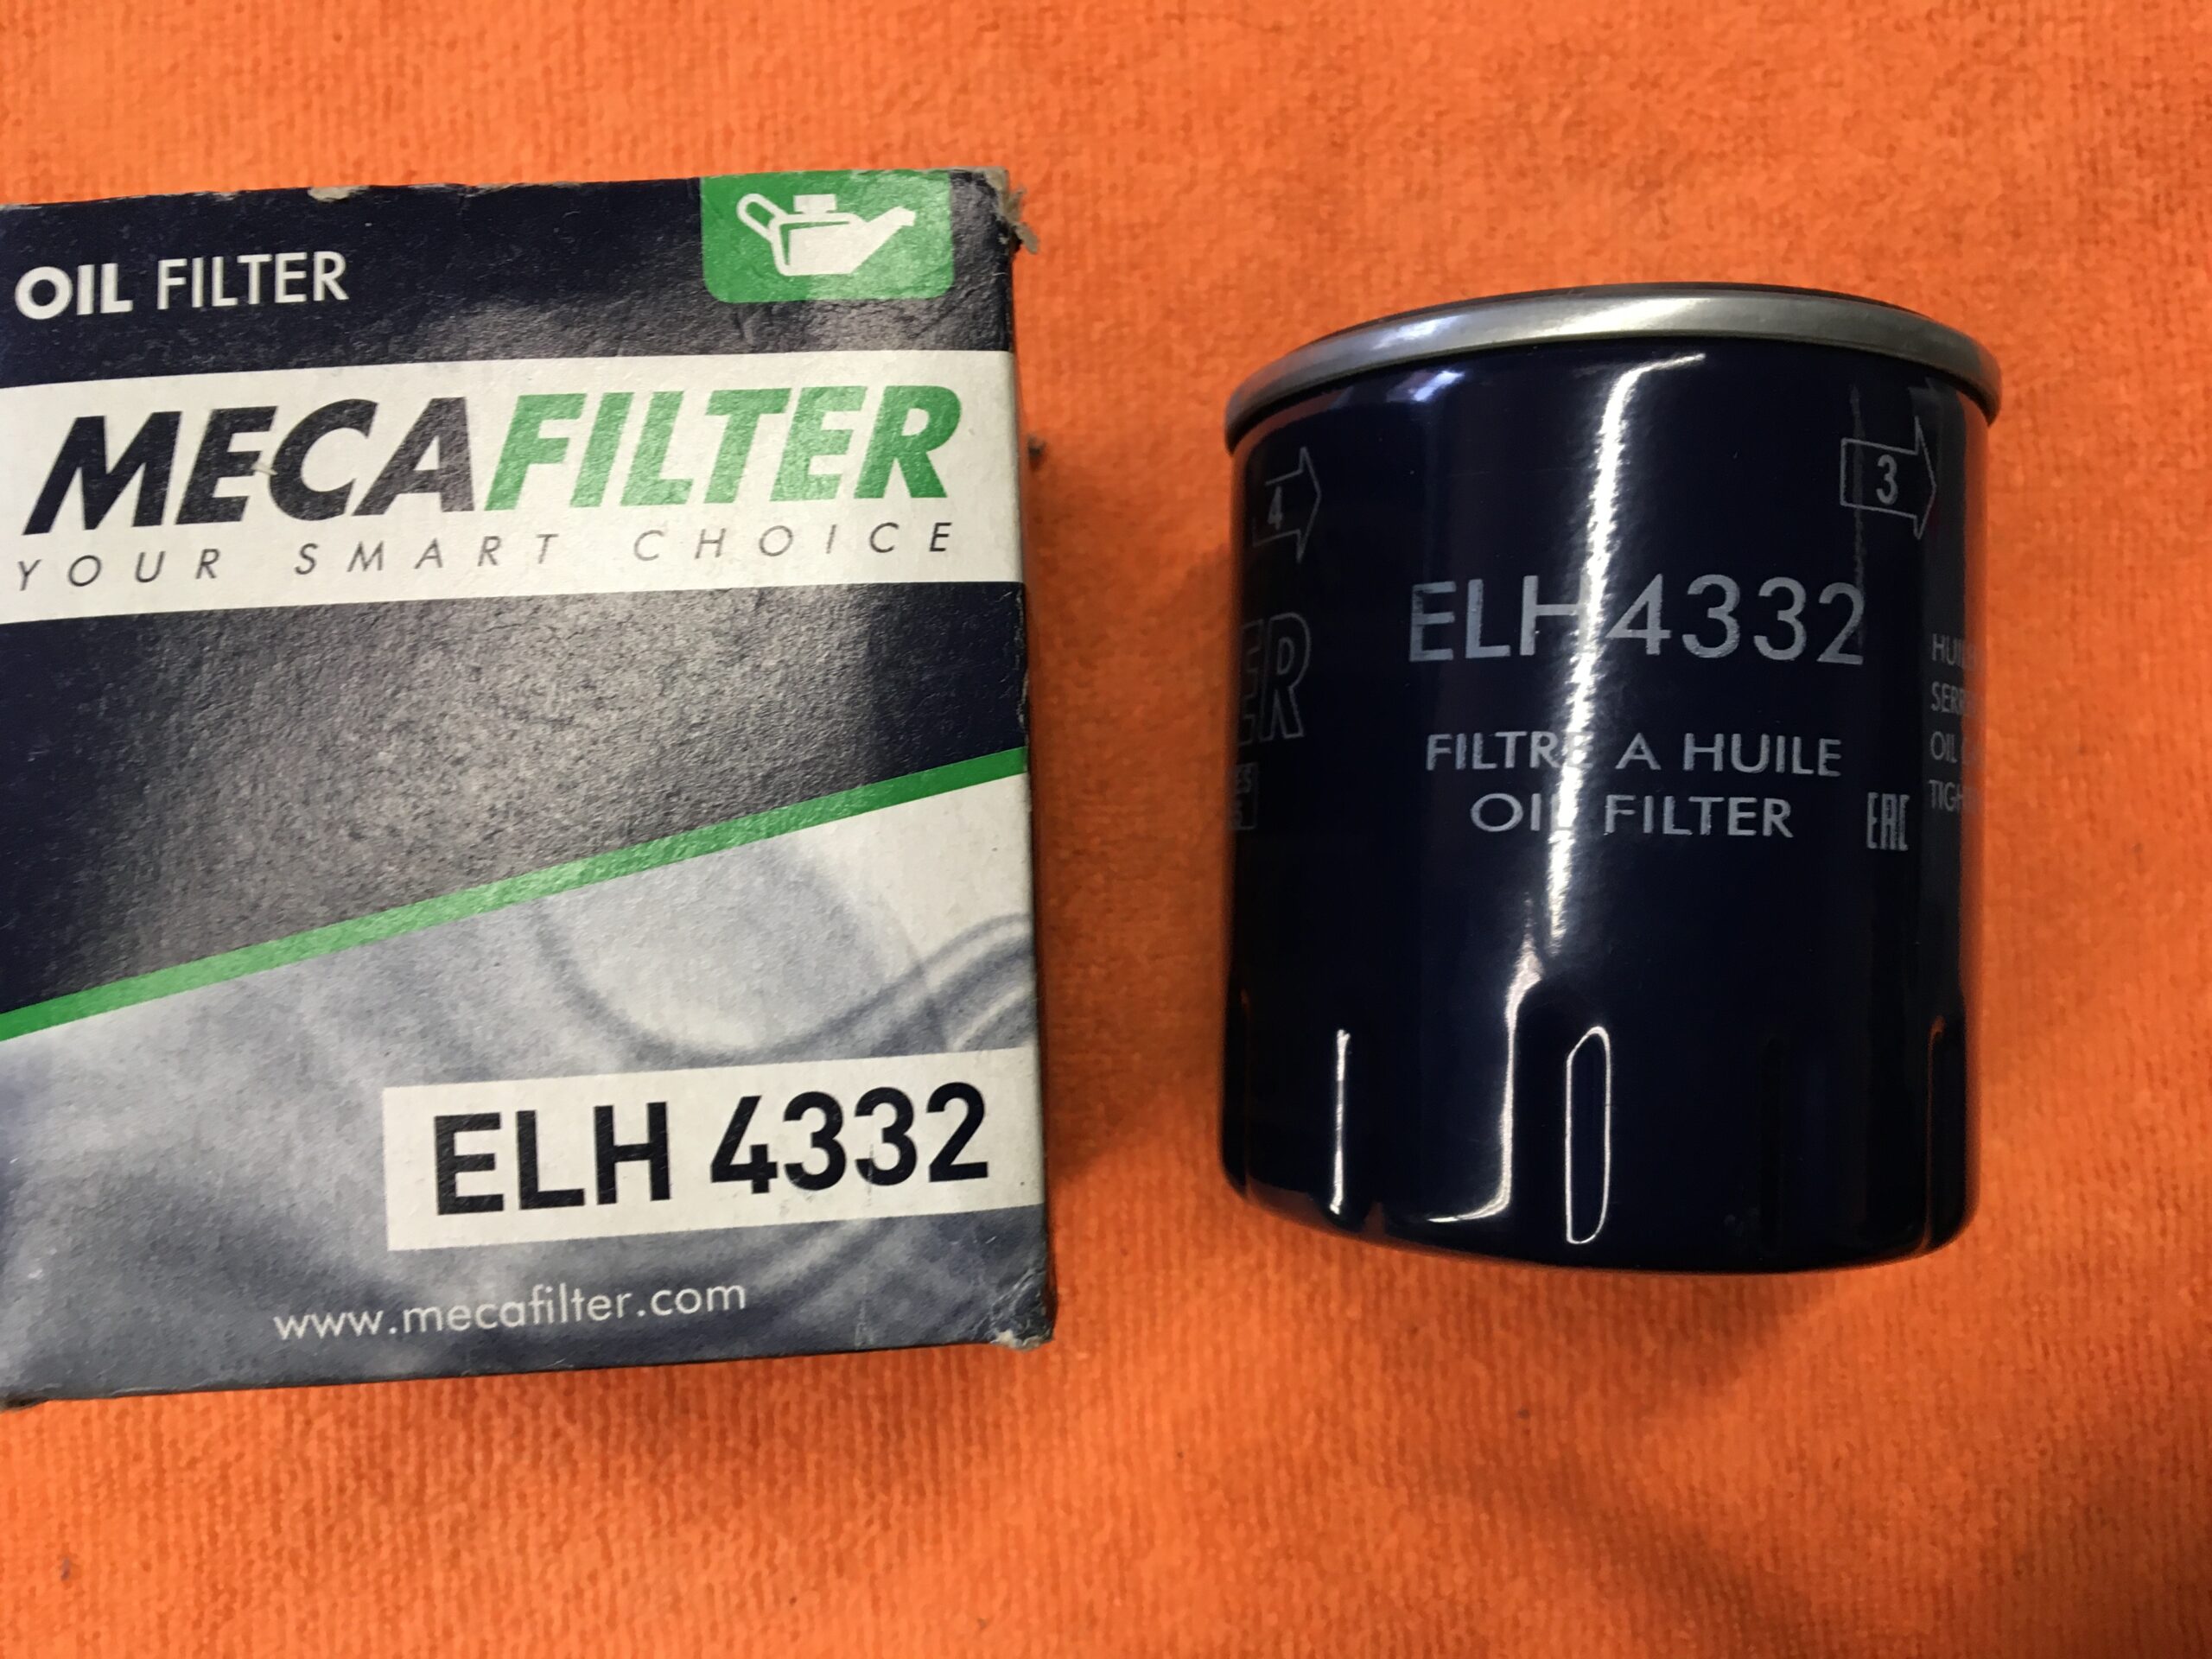 OIL FILTER
MECAFILTER
YOUR SMART CHOICE
ELH 4332
www.mecafilter.com
4
3
ELH 4332
FILTRE A HUILE
OIL FILTER
EAC
OIL